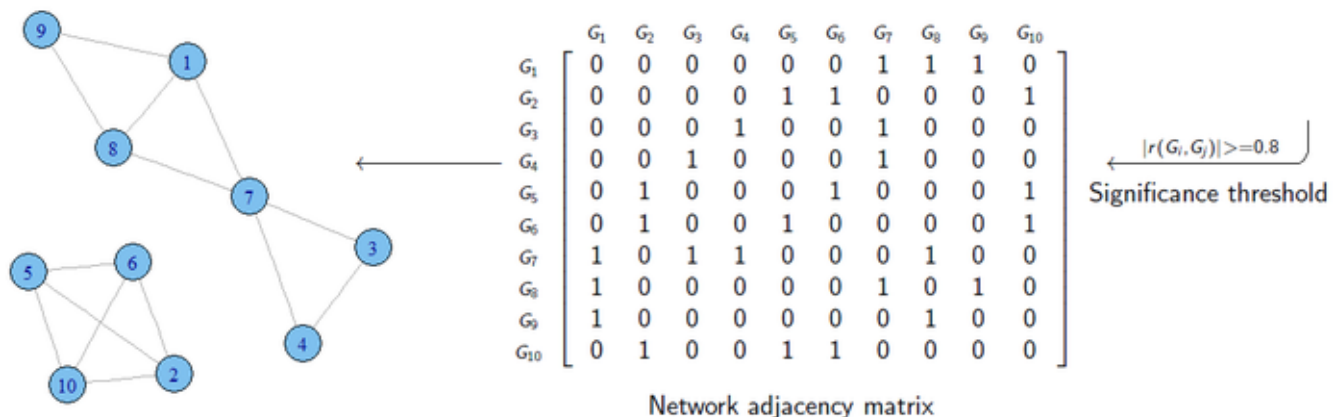 9
1
8
7
3
5
6
4
10
2
G1 G2 G3 G4 G5 G6 G7 G8 G9 G10
G1 0 0 0 0 0 0 1 1 1 0
G2 0 0 0 0 1 1 0 0 0 1
G3 0 0 0 1 0 0 1 0 0 0
G4 0 0 1 0 0 0 1 0 0 0
G5 0 1 0 0 0 1 0 0 0 1
G6 0 1 0 0 1 0 0 0 0 1
G7 1 0 1 1 0 0 0 1 0 0
G8 1 0 0 0 0 0 1 0 1 0
G9 1 0 0 0 0 0 0 1 0 0
G10 0 1 0 0 1 1 0 0 0 0
Network adjacency matrix
|r(Gi,Gj)|>=0.8
Significance threshold